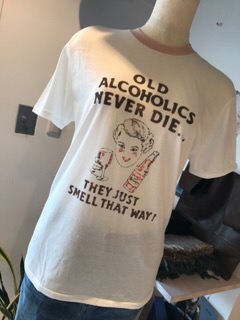 OLD
ALCOHOLICS
NEVER DIE..
THEY JUST
SMELL THAT WAY!